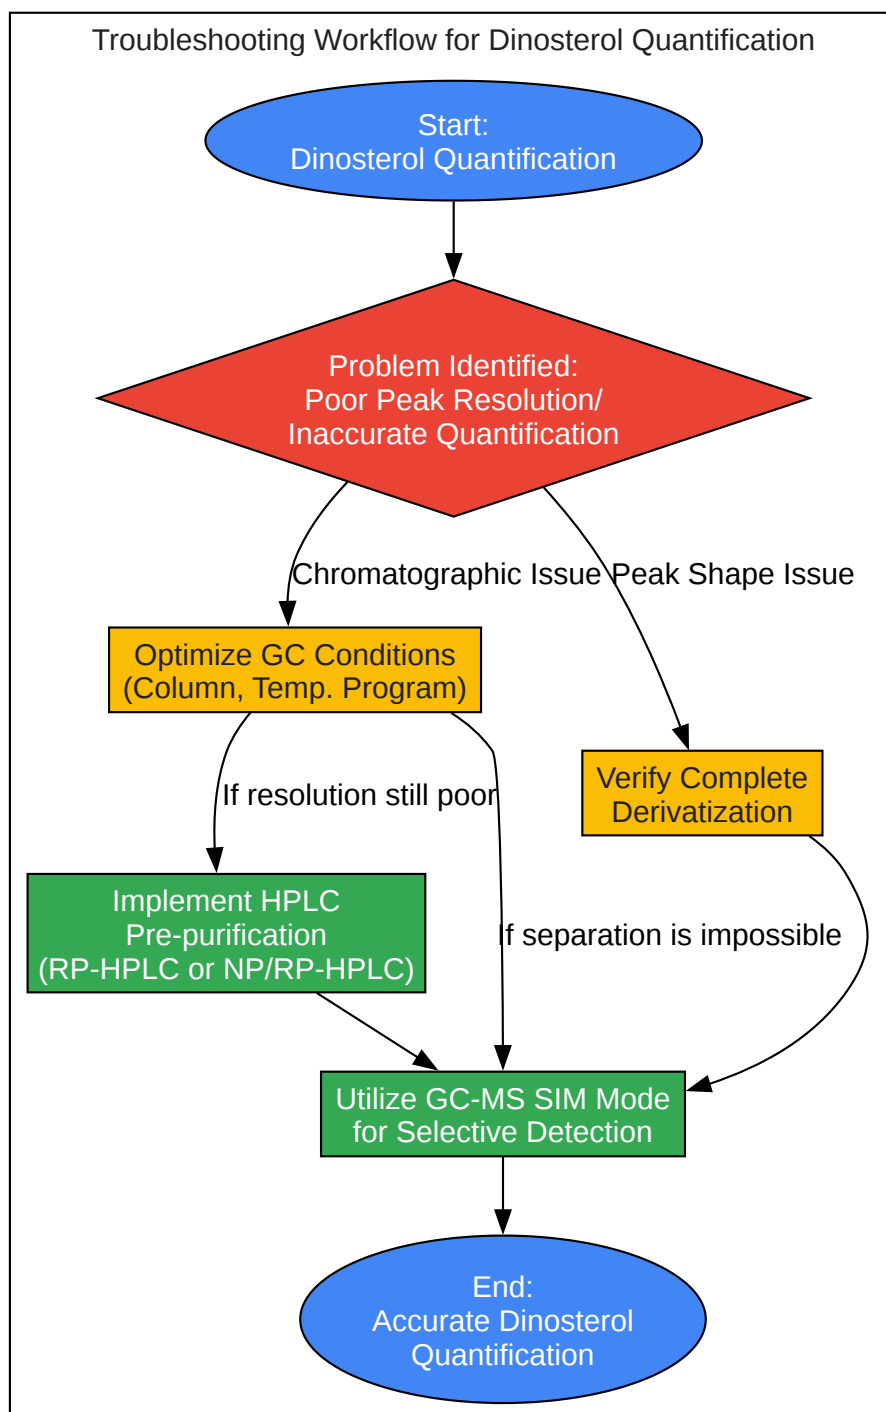 Troubleshooting Workflow for Dinosterol Quantification
Start:
Dinosterol Quantification
Problem Identified:
Poor Peak Resolution/
Inaccurate Quantification
Chromatographic Issue
Peak Shape Issue
Optimize GC Conditions
(Column, Temp. Program)
Verify Complete
Derivatization
If resolution still poor
Implement HPLC
Pre-purification
(RP-HPLC or NP/RP-HPLC)
If separation is impossible
Utilize GC-MS SIM Mode
for Selective Detection
End:
Accurate Dinosterol
Quantification